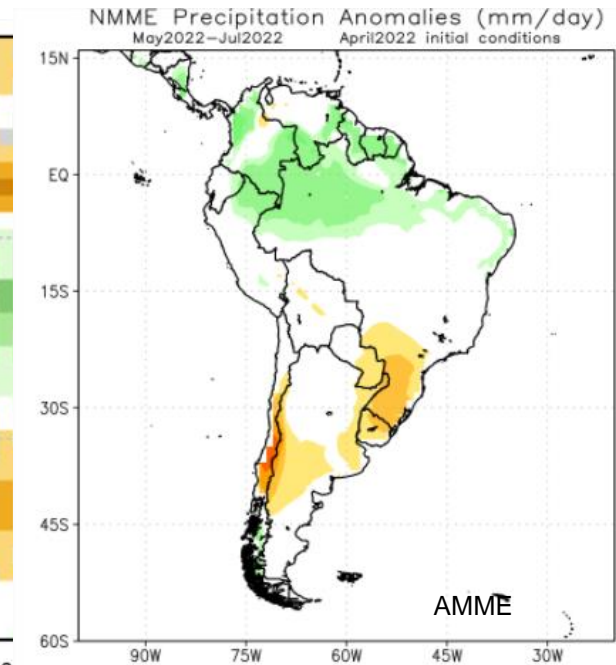 NMME Precipitation Anomalies (mm/day)
May2022–Jul2022 April2022 initial conditions
15N
EQ
15S
30S
45S
60S
AMME
90W 75W 60W 45W 30W